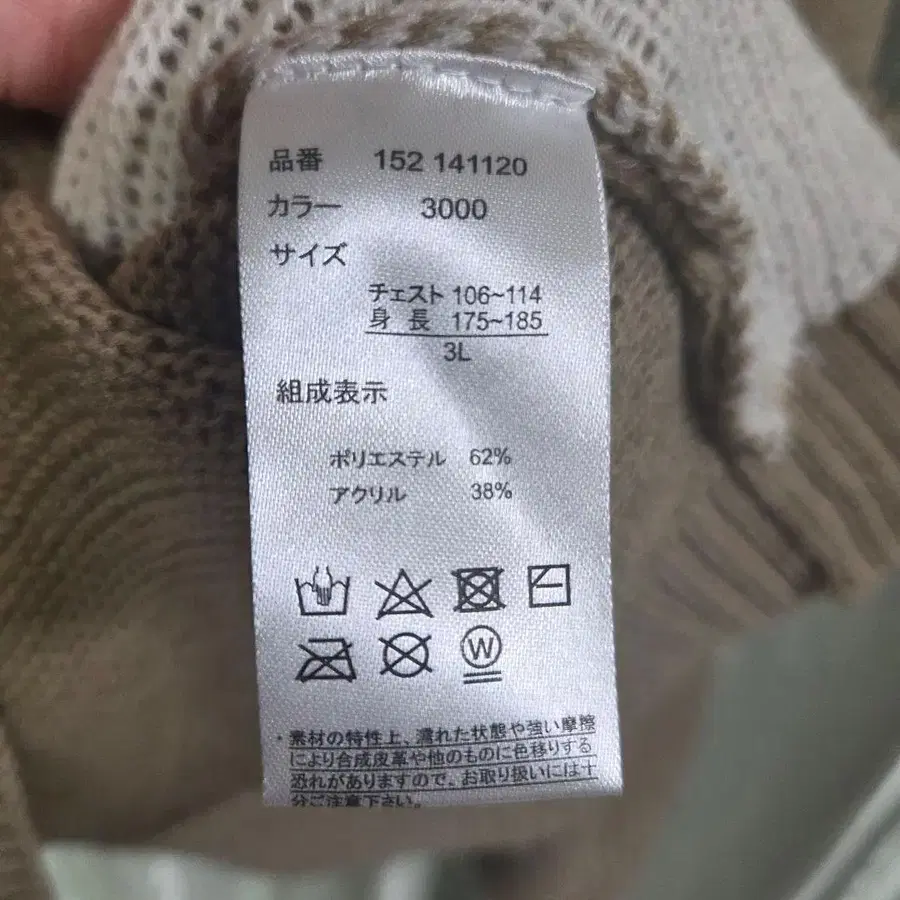 品番 152 141120
カラー 3000
サイズ
チェスト 106~114
身 長 175~185
3L
組成表示
ポリエステル 62%
アクリル 38%
W
・素材の特性上、濡れた状態や強い摩擦
により合成皮革や他のものに色移りする
恐れがありますので、お取り扱いには十
分ご注意下さい。